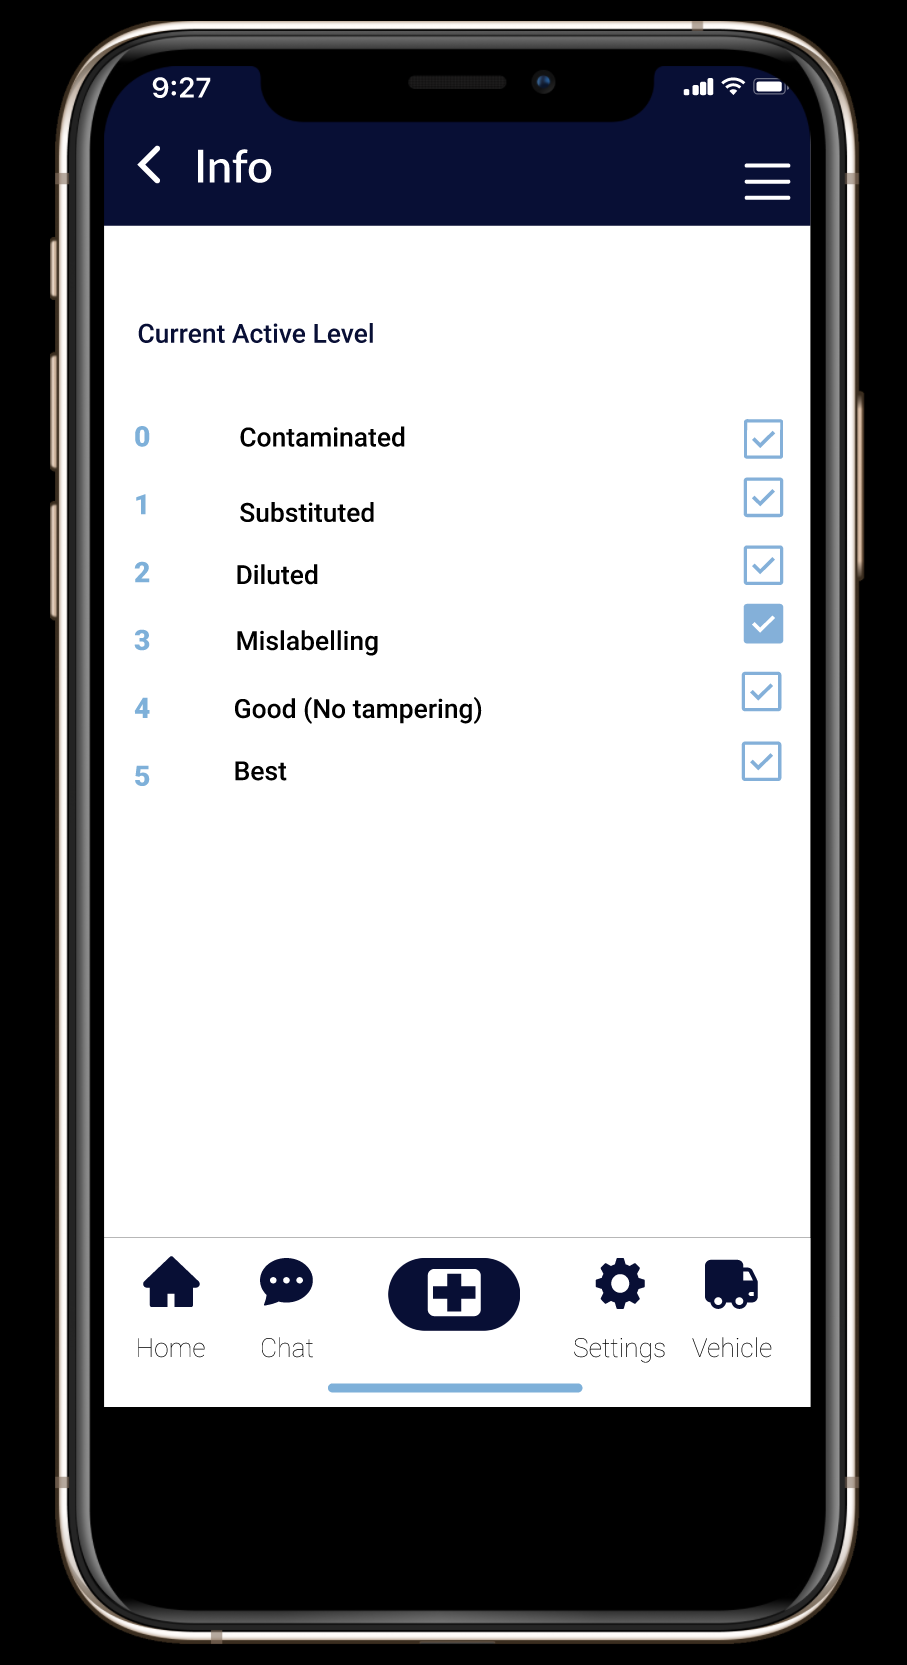 9:27
Info
Current Active Level
0 Contaminated
1 Substituted
2 Diluted
3 Mislabelling
4 Good (No tampering)
5 Best
Home Chat Settings Vehicle